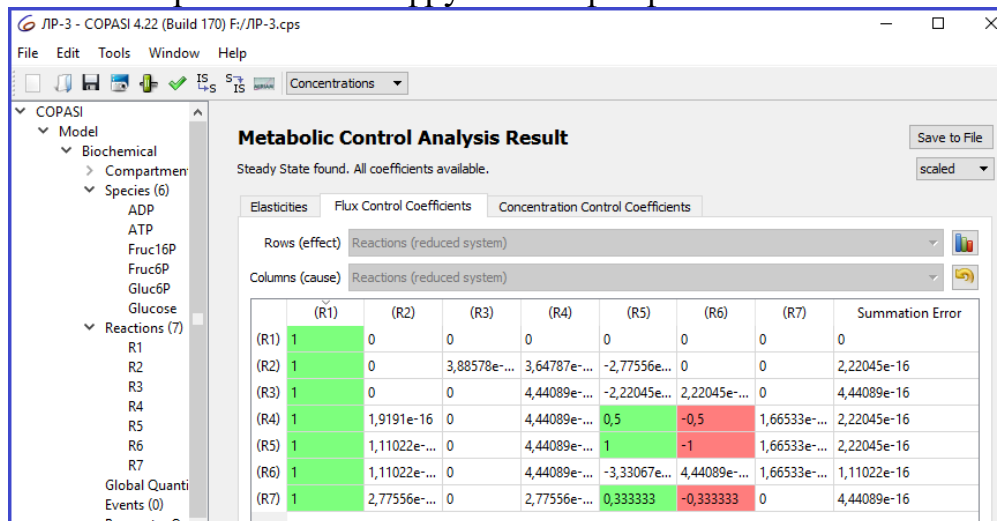 ЛР-3 - COPASI 4.22 (Build 170) F:/ЛР-3.cps
File Edit Tools Window Help
Concentrations
COPASI
Model
Biochemical
Compartmen
Species (6)
ADP
ATP
Fruc16P
Fruc6P
Gluc6P
Glucose
Reactions (7)
R1
R2
R3
R4
R5
R6
R7
Global Quanti
Events (0)
Metabolic Control Analysis Result
Save to File
Steady State found. All coefficients available.
scaled
Elasticities Flux Control Coefficients Concentration Control Coefficients
Rows (effect) Reactions (reduced system)
Columns (cause) Reactions (reduced system)
(R1) (R2) (R3) (R4) (R5) (R6) (R7) Summation Error
(R1) 1 0 0 0 0 0 0 0
(R2) 1 0 3,88578e-... 3,64787e-... -2,77556e... 0 0 2,22045e-16
(R3) 1 0 0 4,44089e-... -2,22045e... 2,22045e-... 0 4,44089e-16
(R4) 1 1,9191e-16 0 4,44089e-... 0,5 -0,5 1,66533e-... 2,22045e-16
(R5) 1 1,11022e-... 0 4,44089e-... 1 -1 1,66533e-... 2,22045e-16
(R6) 1 1,11022e-... 0 4,44089e-... -3,33067e... 4,44089e-... 1,66533e-... 1,11022e-16
(R7) 1 2,77556e-... 0 2,77556e-... 0,333333 -0,333333 0 4,44089e-16